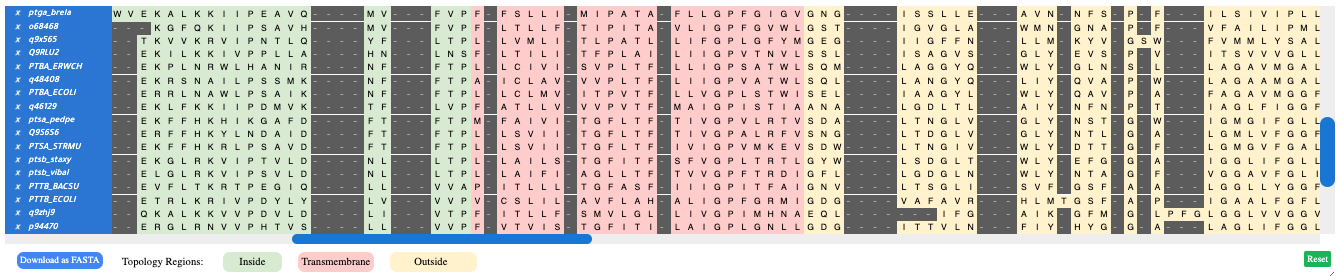 x ptga_brela W V E K A L K K I I P E A V Q - - - - M V - - - F V P F - F S L L I - M I P A T A - F L L G P F G I G V G N G - - - - I S S L L E - - - A V N - N F S - P - F - - - I L S I V I P L L
x o68468 - - - K G F Q K I I P S A V H - - - - M V - - - F V P F - L T L L F - T I P A T A - V L I G P F G V W L G S T - - - - I G V G L A - - - W M N - G N A - P - F - - - V F A I L I P M L
x q9x565 - - T K V V K R V I P N T L Q - - - - Y F - - - L T P L - L V M L I - T I P A T L - L I I G P L G F Y M G E G - - - - I I G F F N - - - L L M - K Y V - G S W - - - F V M M L Y S A L
x Q9RLU2 - - E K I L K K I V P P L L A - - - - H N - - - L N S F - L T I L I - T F P L A I - I I I G P V T N V L S S L - - - - I S A G V S - - - G L Y - E V S - P - L - - - I T S V V V G L L
x PTBA_ERWCH - - E K P L N R W L H A N I R - - - - N F - - - F T P L - L C I V I - S V P L T F - L L I G P S A T W L S Q M - - - - L A G G Y Q - - - W L Y - G L N S - L - - - I A G A V M G A L
x q48408 - - E K R S N A I L P S S M K - - - - N F - - - F T P A - I C L A V - V V P L T F - L L I G P L A T W L S Q L - - - - L A N G Y Q - - - L I Y - Q V A - P - W - - - L A G A A M G A L
x PTBA_ECOLI - - E R R L N A W L P S A I K - - - - N F - - - F T P L - L C L M V - I T P V T F - L L V G P L S T W I S E L - - - - I A A G Y L - - - W L Y - Q A V - P - A - - - F A G A V M G G F
x q46129 - - E K L F K K I I P D M V K - - - - T F - - - L V P F - A T L L V - V V P V T F - M A I G P I S I A A N A - - - - L G D L T L - - - A I Y - N F N - P - T - - - I A G L F I G G F
x ptsa_pedpe - - E R F F H K H I K G A F D - - - - F T - - - F T P M - F A V I I - T G F L T F - T I V G P V L R T V S D A - - - - L T N G L V - - - G L Y - N S T - G - W - - - L G M G I F G G L
x Q95656 - - E K F F H K Y L N D A I D - - - - F T - - - F T P L - L S V I I - T G F L T F - I V V G P A L R F V S D G - - - - L T N G L V - - - G L Y - N T L - G - A - - - L G M L V F G G F
x PTSA_STRMU - - E R F F H K H I P S A I D - - - - F T - - - F T P L - L S V I I - T G F L T F - I V I G P V M K E V S D W - - - - L T N G I V - - - W L Y - D T T - G - F - - - L G M G V F G A L
x ptsb_staxy - - E K G L R K V I P T V L D - - - - N L - - - L T P L - L A I L S - T G F L T F - S F V G P L T R T L G Y W - - - - L S D G L T - - - W L Y - E F G - G - A - - - I G G L I F G G L
x ptsb_vibal - - E K G L R K V I P S V L D - - - - N L - - - L T P L - L A I F I - A G L L T F - T V V G P F T R D I G F L - - - - L G D G L N - - - W L Y - D T A - G - F - - - V G G A V F G L I
x PTTB_BACSU - - E V F L T K R T P E G I Q - - - - L L - - - V V A P - I T L L L - T G F A S F - I I I G P I T F A I G N V - - - - L T S G L I - - - S V F - G S F - A - A - - - L G G L L Y G G F
x PTTB_ECOLI - - E T R L K R I V P D Y L Y - - - - L V - - - V V P V - C S L I L - A V F L A H - A L I G P F G R M I G D G - - - - V A F A V R - - - H L M T G S F - A - P - - - I G A A L F G F L
x q9zhj9 - - Q K A L K K V V P D V L D - - - - L I - - - V T P F - I T L L F - S M V L G L - F V I G P I M H N A E Q L - - - - - - - I F G - - - A I K - G F M - G - L P F G L G G L V V G G V
x p94470 - - R A L N R V V P H T V S - - - - L L - - - V V P F - V T V I S - T G F I T I - L A I G P L G N L L G D G - - - - I T T V L N - - - F I Y - H Y G - G - A - - - L A G L I F G G L
Download as FASTA Topology Regions: Inside Transmembrane Outside Reset